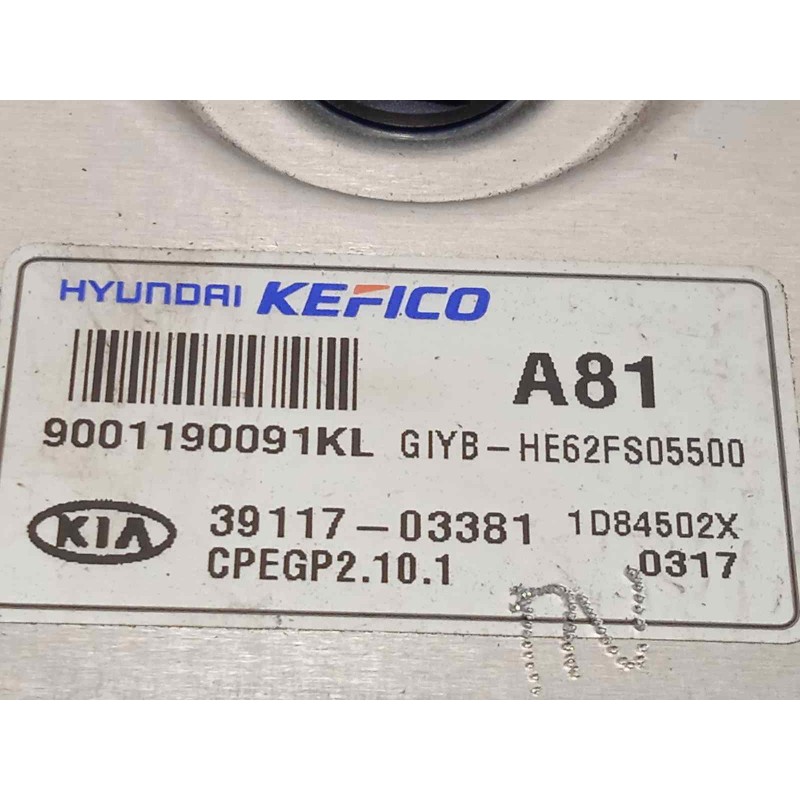 HYUNDAI KEFICO
A81
9001190091KL GIYB-HE62FS05500
KIA 39117-03381 1D84502X
CPEGP2.10.1 0317